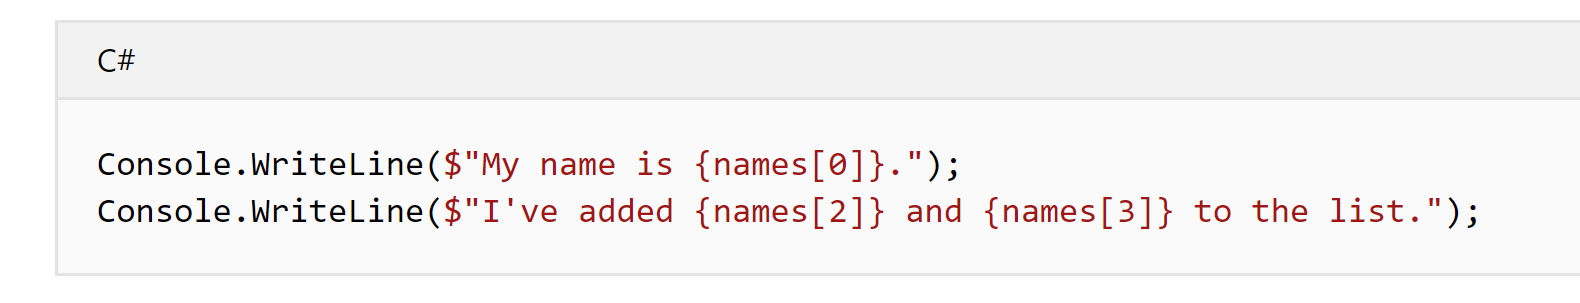 C#
Console.WriteLine($"My name is {names[0]}.");
Console.WriteLine($"I've added {names[2]} and {names[3]} to the list.");